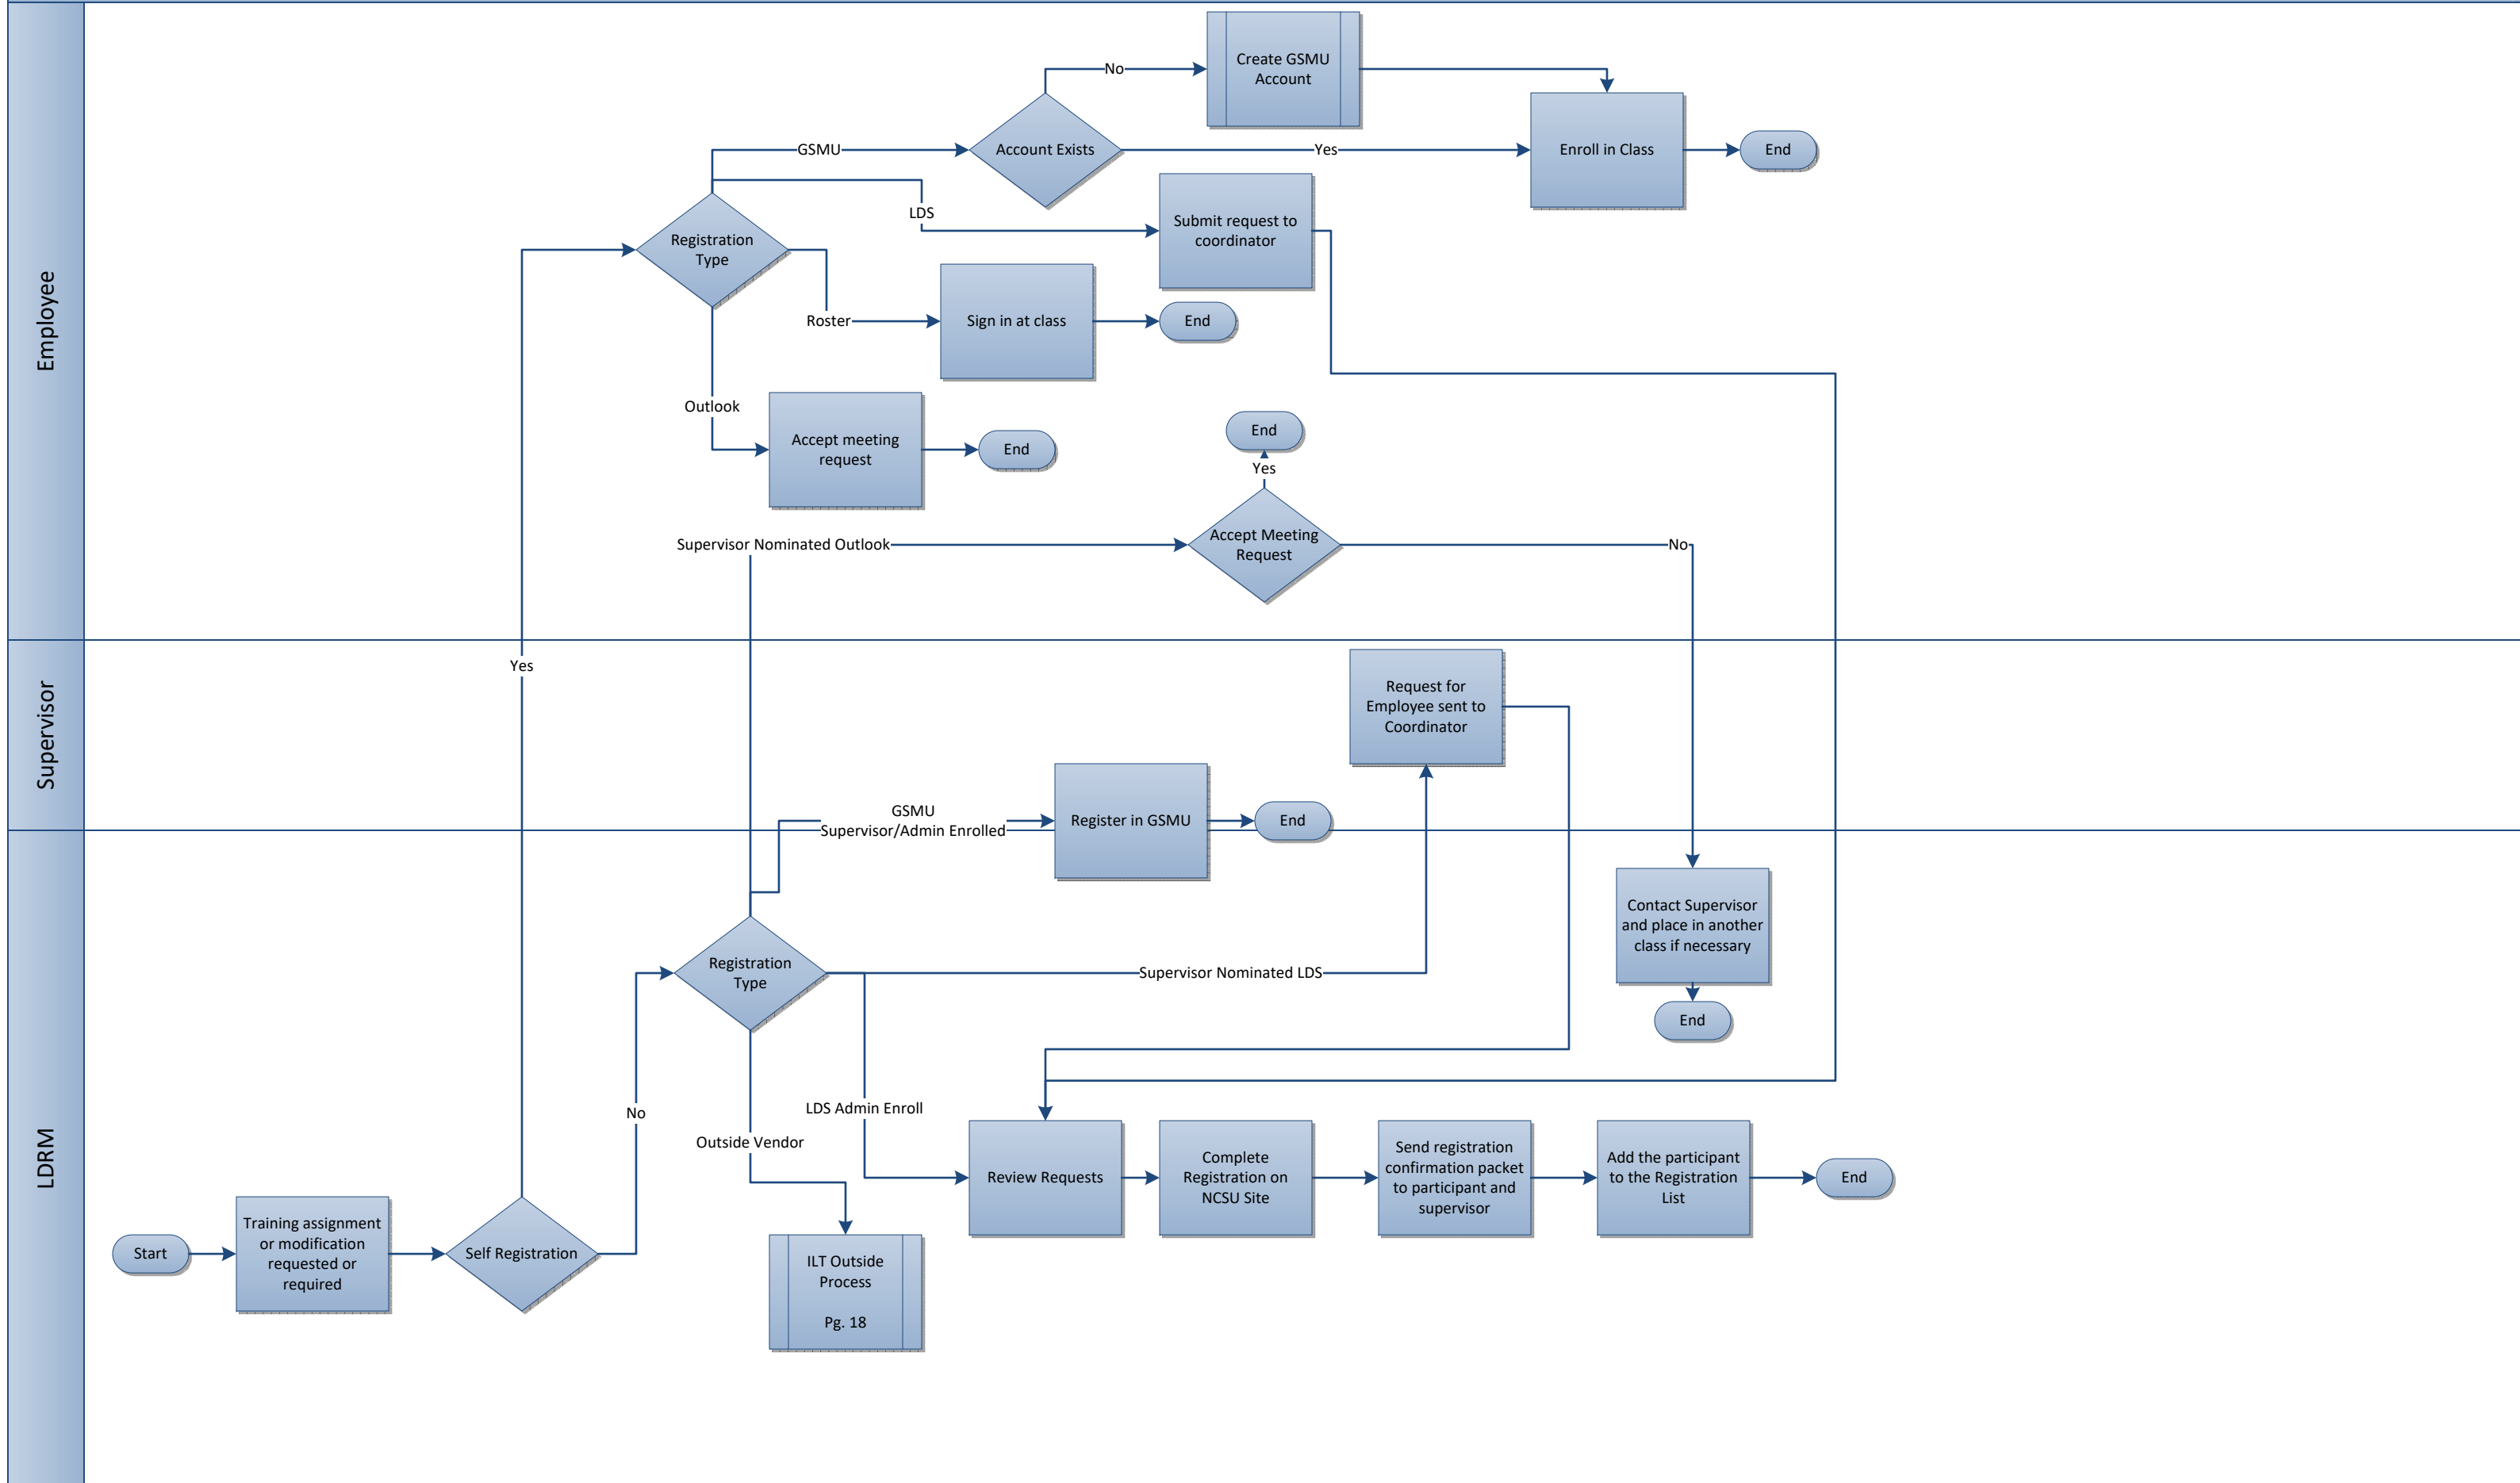 Employee
No
Create GSMU
Account
GSMU
Account Exists
Yes
Enroll in Class
End
LDS
Submit request to
coordinator
Registration
Type
Roster
Sign in at class
End
Outlook
Accept meeting
request
End
End
Yes
Supervisor Nominated Outlook
Accept Meeting
Request
No
Supervisor
Yes
Request for
Employee sent to
Coordinator
GSMU
Supervisor/Admin Enrolled
Register in GSMU
End
LDRM
Contact Supervisor
and place in another
class if necessary
End
Registration
Type
Supervisor Nominated LDS
No
LDS Admin Enroll
Outside Vendor
Review Requests
Complete
Registration on
NCSU Site
Send registration
confirmation packet
to participant and
supervisor
Add the participant
to the Registration
List
End
Start
Training assignment
or modification
requested or
required
Self Registration
ILT Outside
Process
Pg. 18